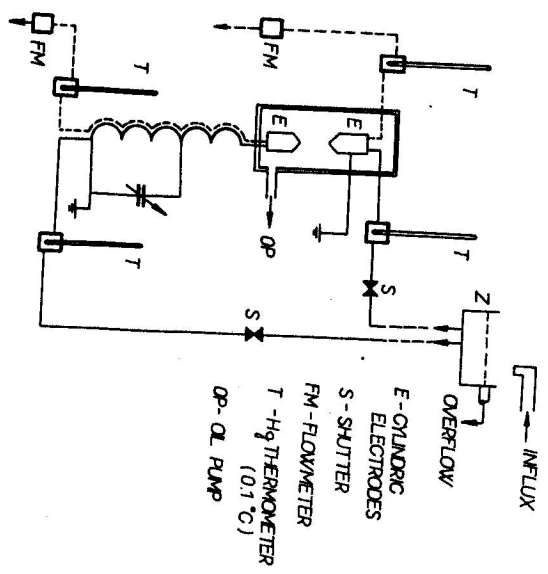 INFLUX
Z
OVERFLOW
T
T
S
E-CYLINDRIC
ELECTRODES
S-SHUTTER
FM-FLOWMETER
T-Hg THERMOMETER
(0.1°C)
OP-OIL PUMP
E
E
FM
OP
S
T
T
FM